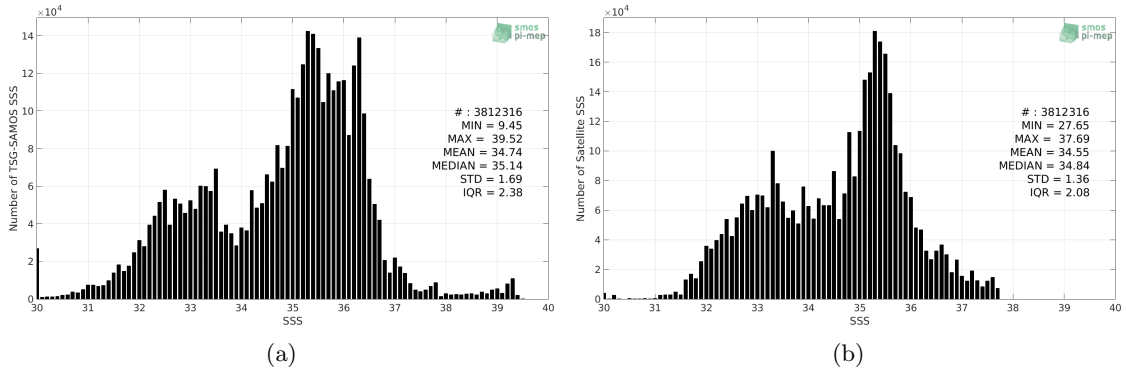 ×10⁴
14
12
10
8
6
4
2
0
Number of TSG-SAMOS SSS
smos
pi-mep
# : 3812316
MIN = 9.45
MAX = 39.52
MEAN = 34.74
MEDIAN = 35.14
STD = 1.69
IQR = 2.38
30 31 32 33 34 35 36 37 38 39 40
SSS
(a)
×10⁴
18
16
14
12
10
8
6
4
2
0
Number of Satellite SSS
smos
pi-mep
# : 3812316
MIN = 27.65
MAX = 37.69
MEAN = 34.55
MEDIAN = 34.84
STD = 1.36
IQR = 2.08
30 31 32 33 34 35 36 37 38 39 40
SSS
(b)